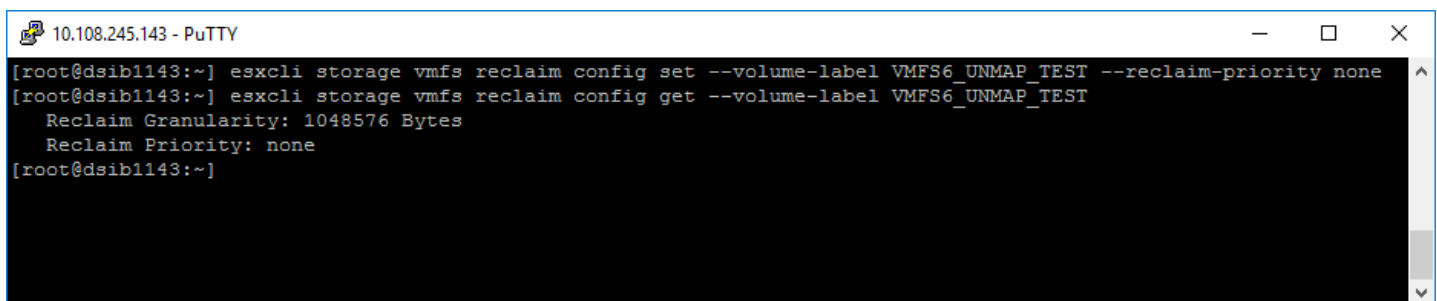 10.108.245.143 - PuTTY
[root@dsib1143:~] esxcli storage vmfs reclaim config set --volume-label VMFS6_UNMAP_TEST --reclaim-priority none
[root@dsib1143:~] esxcli storage vmfs reclaim config get --volume-label VMFS6_UNMAP_TEST
   Reclaim Granularity: 1048576 Bytes
   Reclaim Priority: none
[root@dsib1143:~]